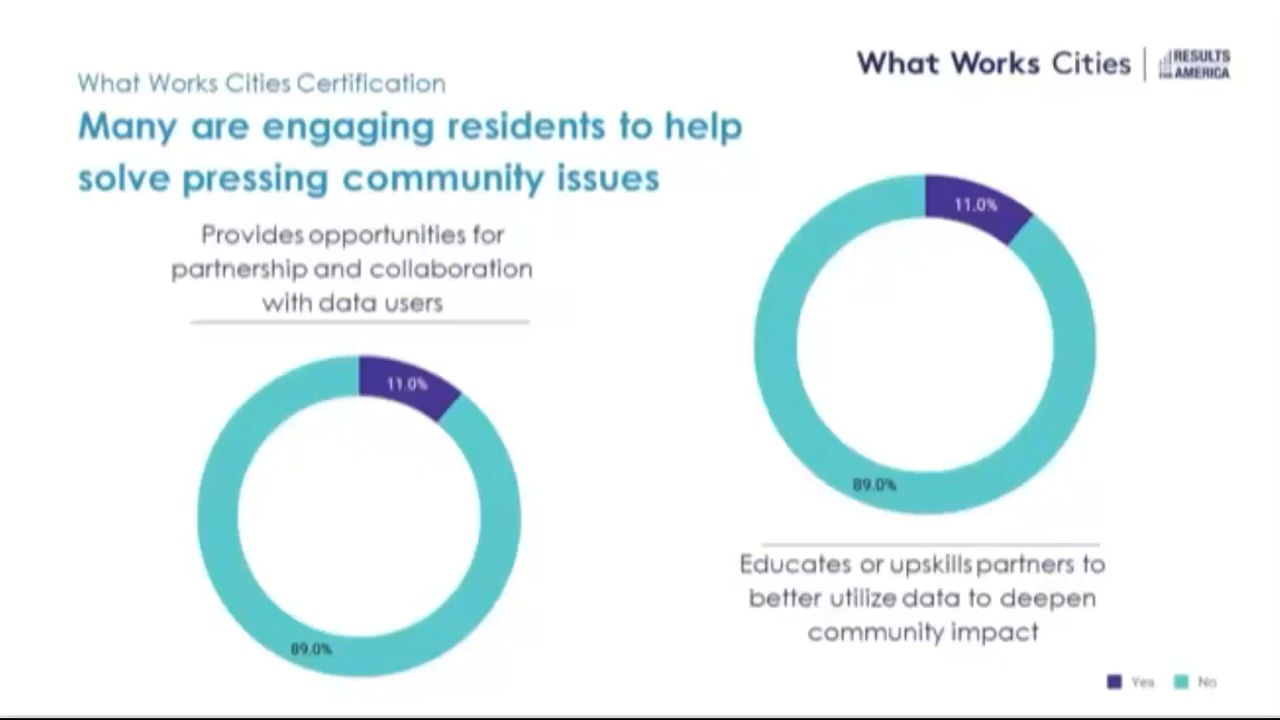 What Works Cities | RESULTS
AMERICA
What Works Cities Certification
Many are engaging residents to help
solve pressing community issues
Provides opportunities for
partnership and collaboration
with data users
11.0%
89.0%
11.0%
89.0%
Educates or upskills partners to
better utilize data to deepen
community impact
Yes No